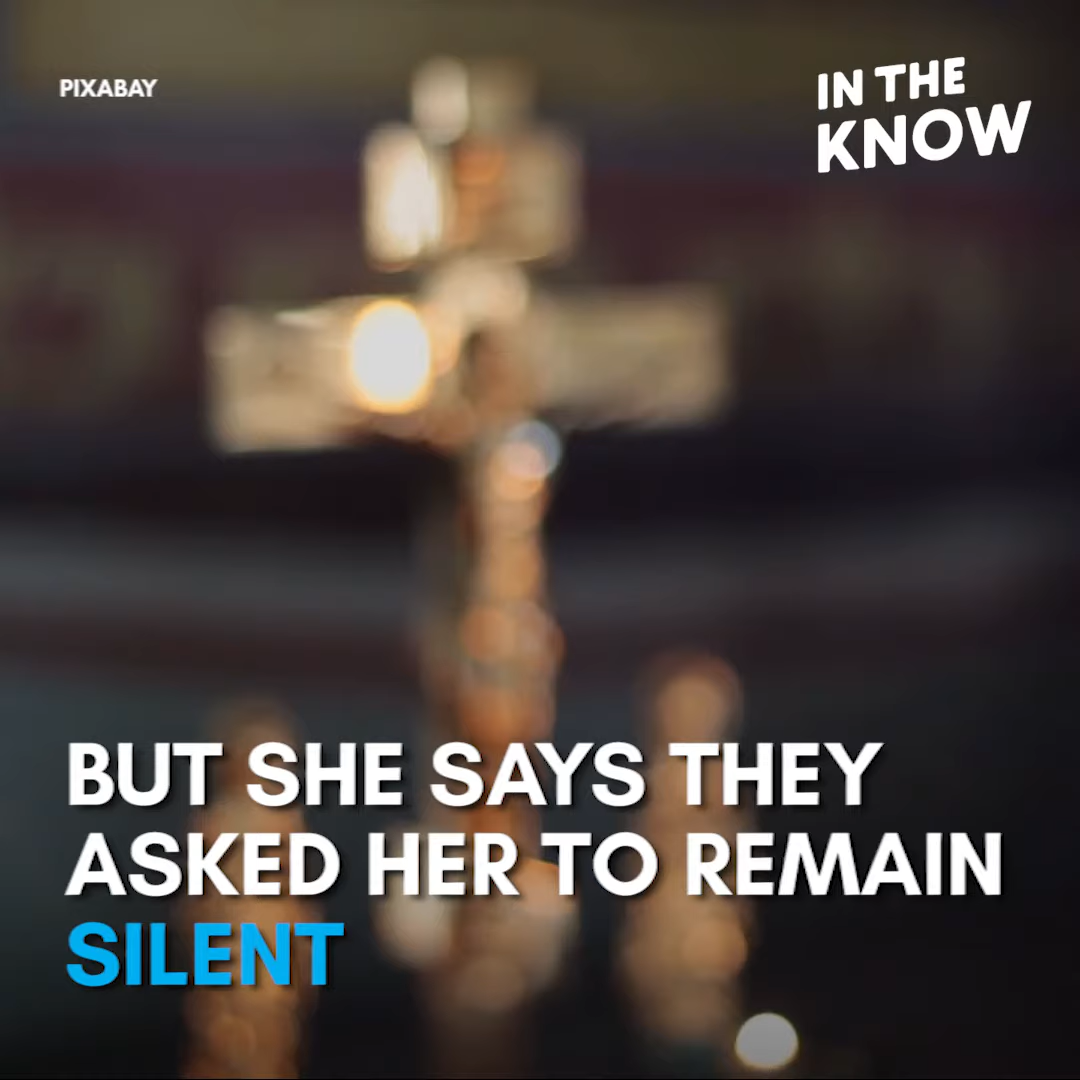 PIXABAY
IN THE
KNOW
BUT SHE SAYS THEY
ASKED HER TO REMAIN
SILENT